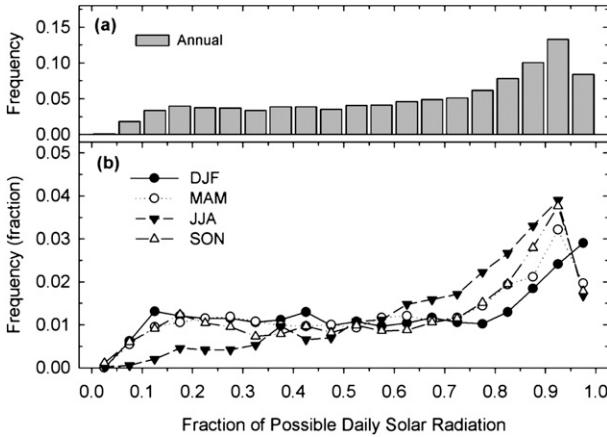 (a)
Annual
Frequency
0.15
0.10
0.05
0.00
(b)
DJF
MAM
JJA
SON
Frequency (fraction)
0.05
0.04
0.03
0.02
0.01
0.00
0.0 0.1 0.2 0.3 0.4 0.5 0.6 0.7 0.8 0.9 1.0
Fraction of Possible Daily Solar Radiation